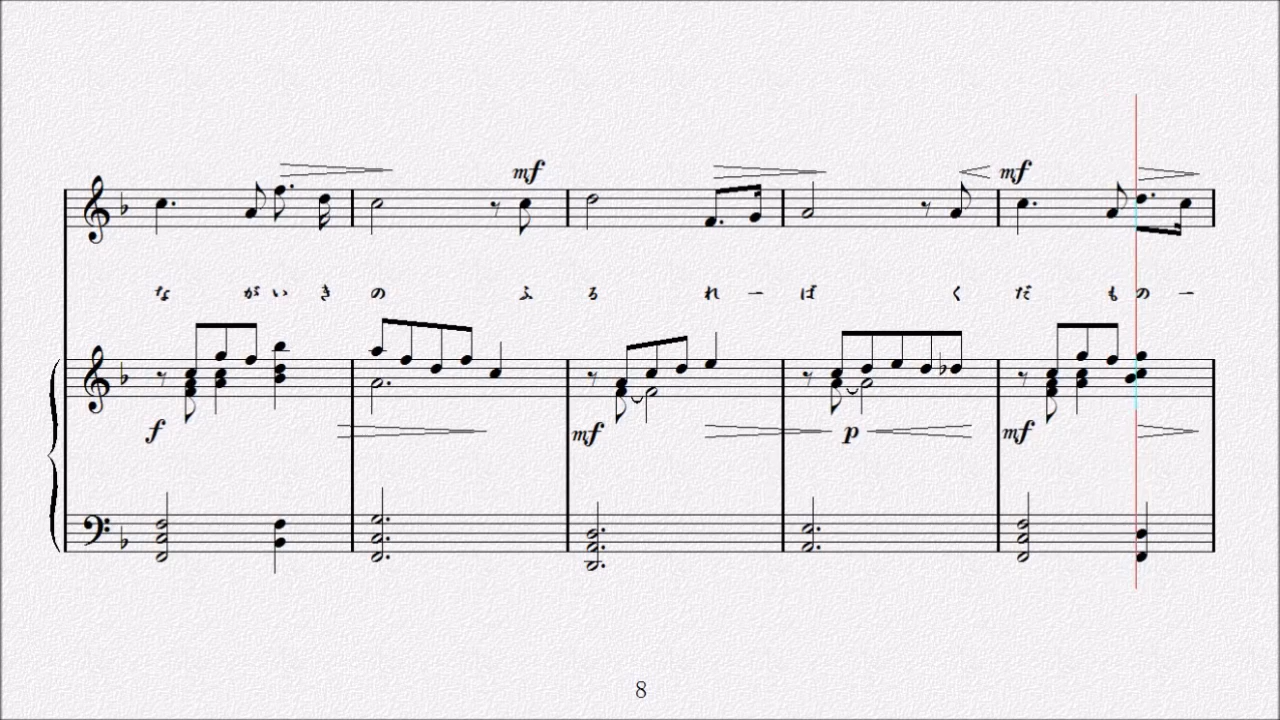 mf mf
な が い き の ふ る れ ー ば く だ も の ー
f mf p mf
8